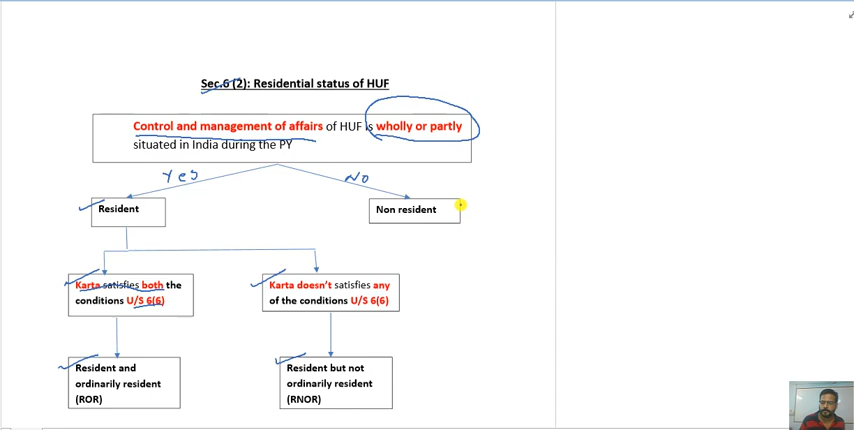 Sec.6 (2): Residential status of HUF
Control and management of affairs of HUF is wholly or partly
situated in India during the PY
Yes
No
Resident
Non resident
Karta satisfies both the
conditions U/S 6(6)
Karta doesn't satisfies any
of the conditions U/S 6(6)
Resident and
ordinarily resident
(ROR)
Resident but not
ordinarily resident
(RNOR)